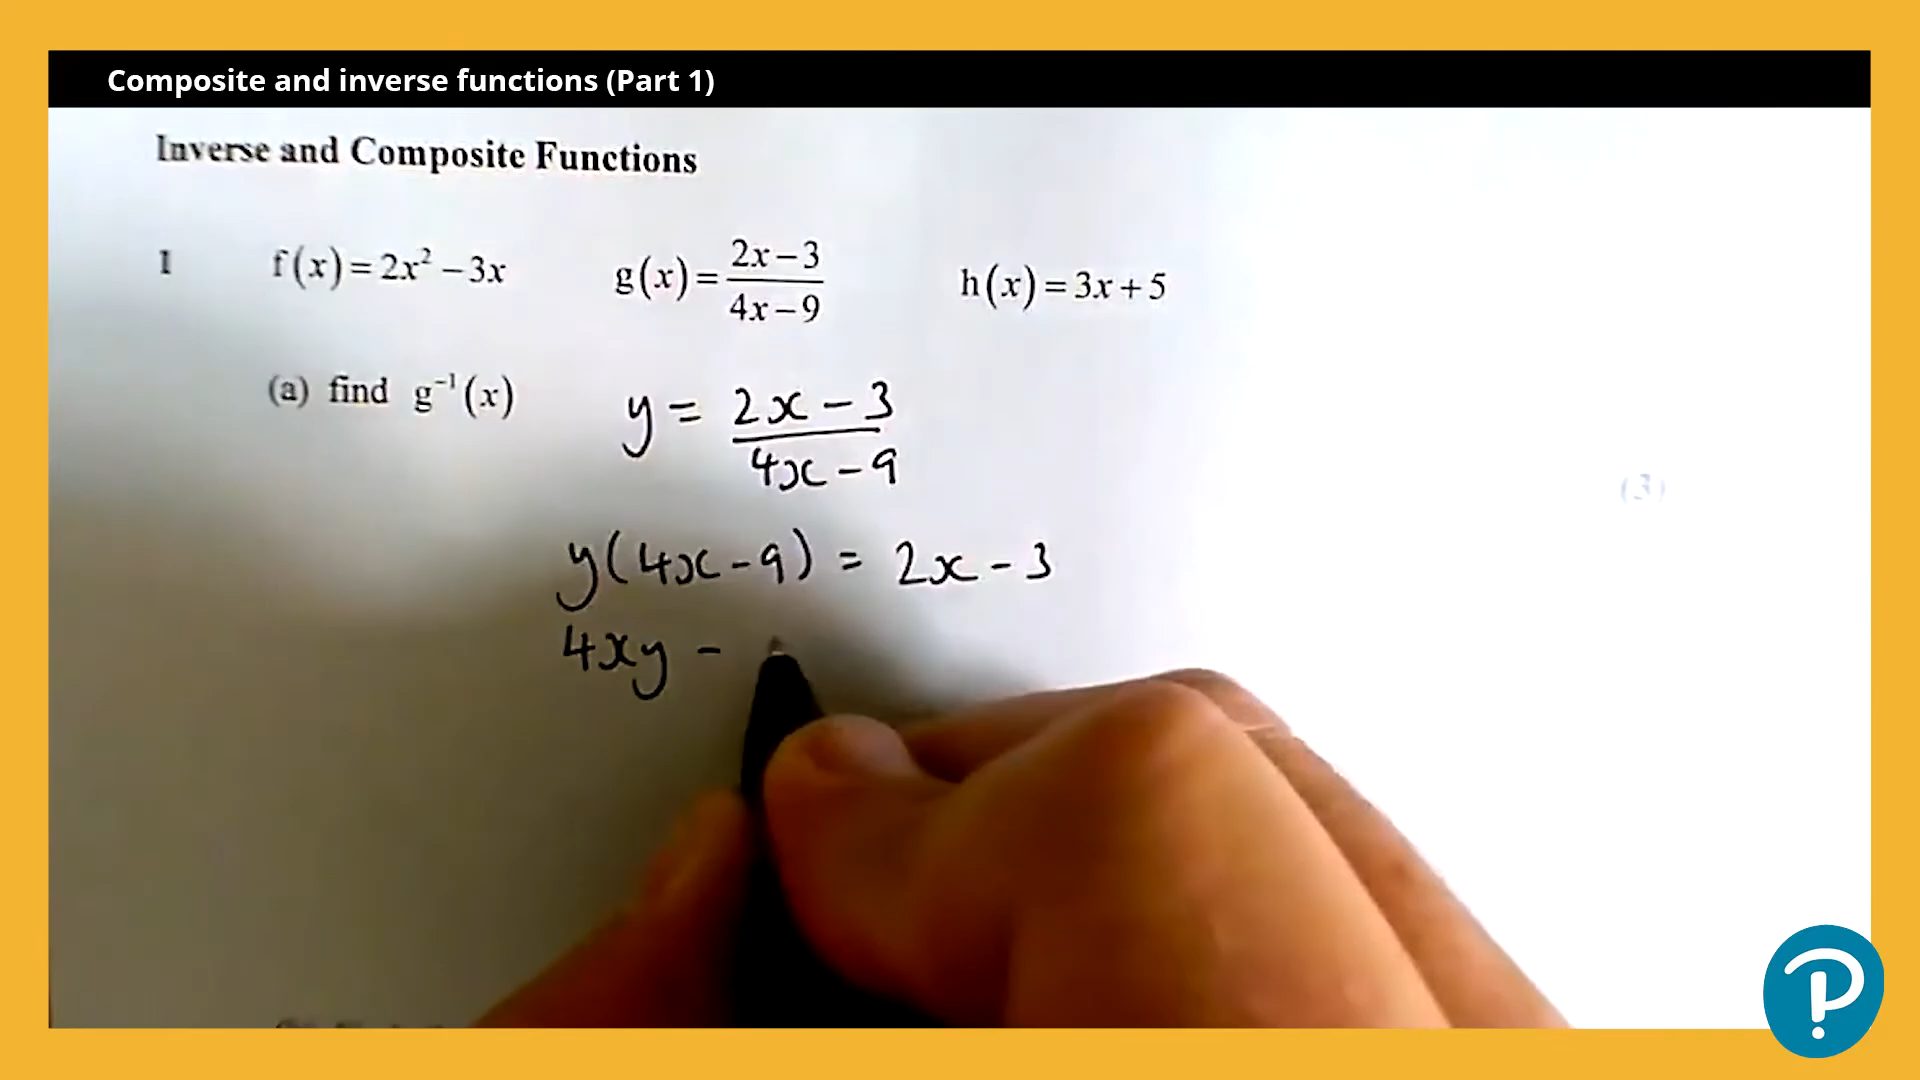 Composite and inverse functions (Part 1)
Inverse and Composite Functions
1 f(x)=2x²−3x g(x)=(2x−3)/(4x−9) h(x)=3x+5
(a) find g⁻¹(x) y = (2x−3)/(4x−9)
(3)
y(4x−9) = 2x−3
4xy −